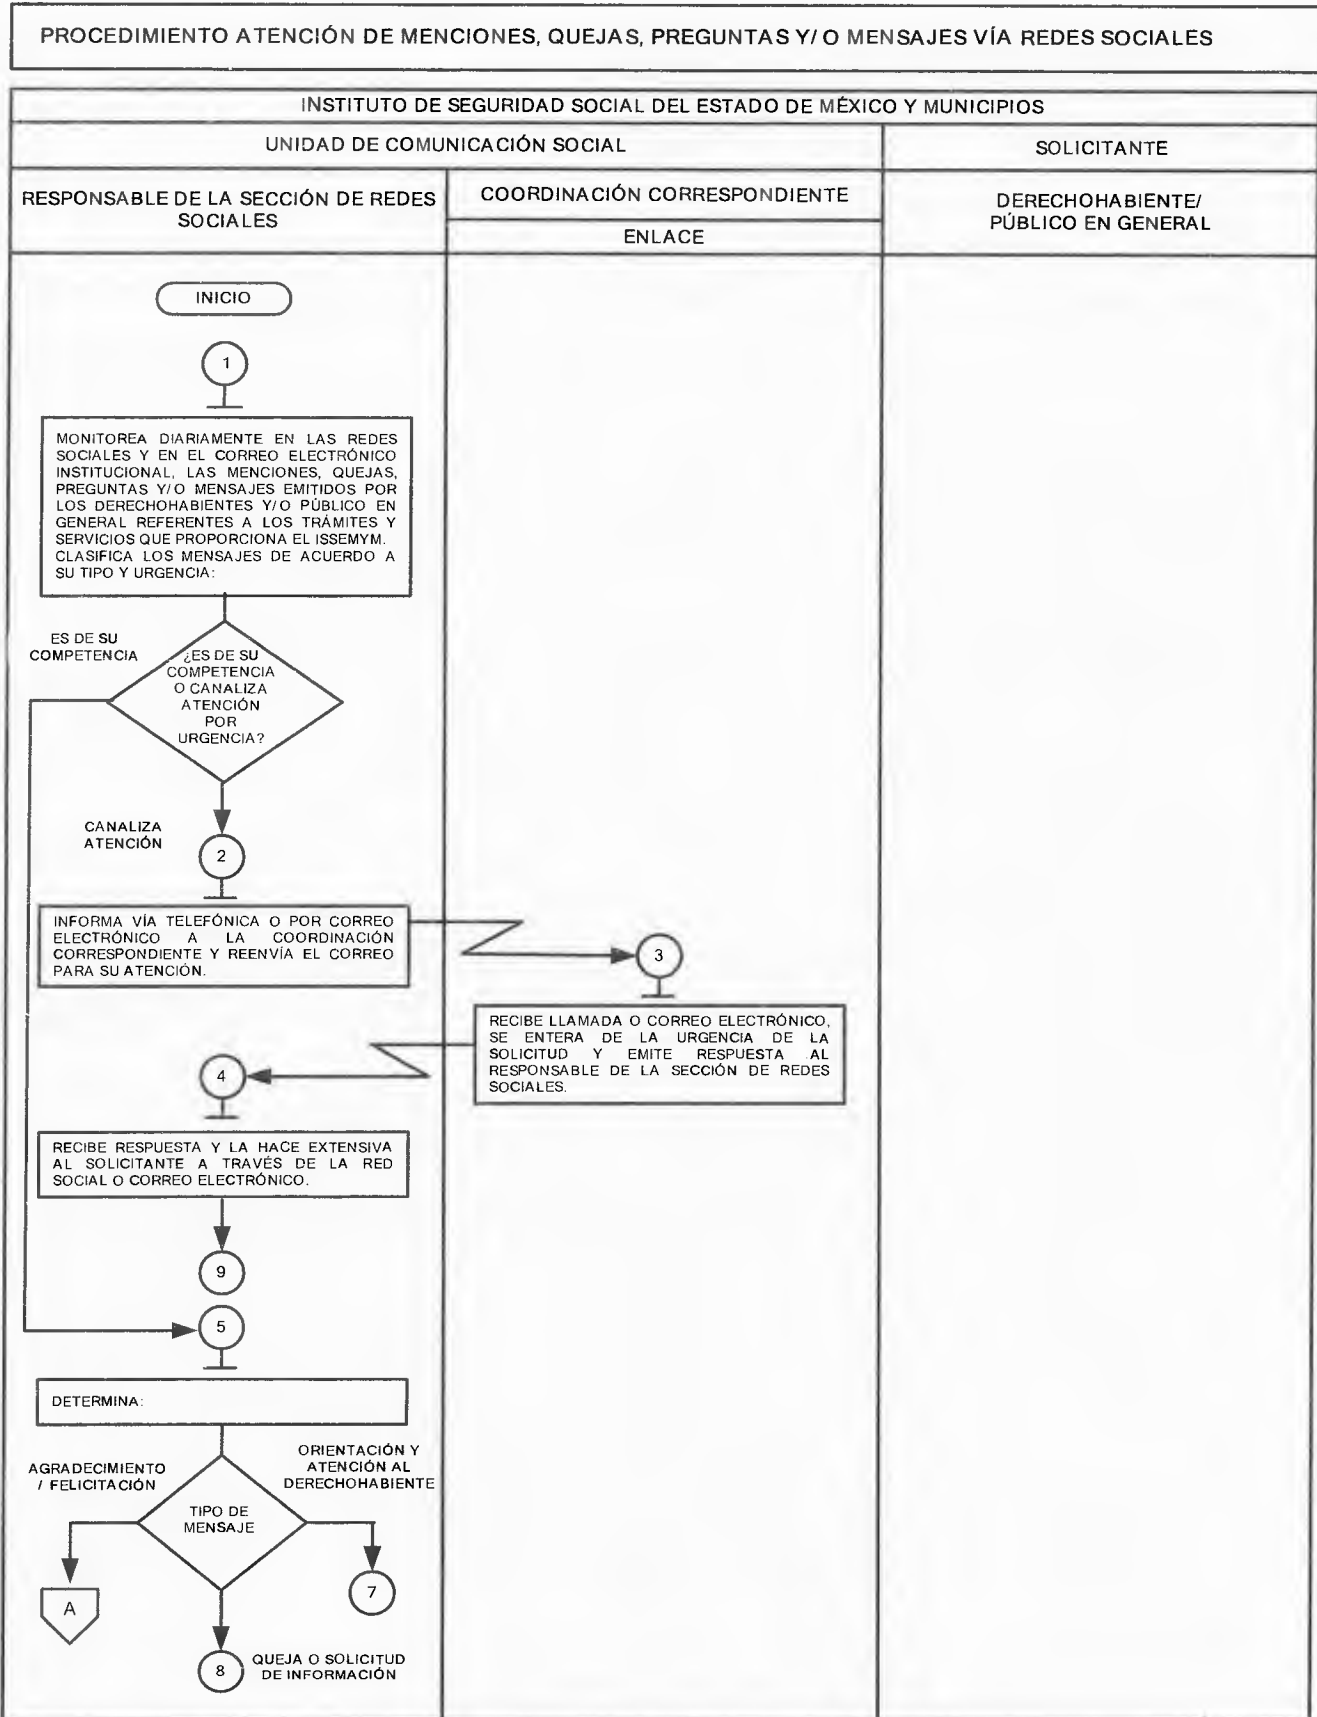 PROCEDIMIENTO ATENCIÓN DE MENCIONES, QUEJAS, PREGUNTAS Y/O MENSAJES VÍA REDES SOCIALES
INSTITUTO DE SEGURIDAD SOCIAL DEL ESTADO DE MÉXICO Y MUNICIPIOS
UNIDAD DE COMUNICACIÓN SOCIAL
SOLICITANTE
RESPONSABLE DE LA SECCIÓN DE REDES
SOCIALES
COORDINACIÓN CORRESPONDIENTE
ENLACE
DERECHOHABIENTE/
PÚBLICO EN GENERAL
INICIO
1
MONITOREA DIARIAMENTE EN LAS REDES
SOCIALES Y EN EL CORREO ELECTRÓNICO
INSTITUCIONAL, LAS MENCIONES, QUEJAS,
PREGUNTAS Y/O MENSAJES EMITIDOS POR
LOS DERECHOHABIENTES Y/O PÚBLICO EN
GENERAL REFERENTES A LOS TRÁMITES Y
SERVICIOS QUE PROPORCIONA EL ISSEMYM.
CLASIFICA LOS MENSAJES DE ACUERDO A
SU TIPO Y URGENCIA:
ES DE SU
COMPETENCIA
¿ES DE SU
COMPETENCIA
O CANALIZA
ATENCIÓN
POR
URGENCIA?
CANALIZA
ATENCIÓN
2
INFORMA VÍA TELEFÓNICA O POR CORREO
ELECTRÓNICO A LA COORDINACIÓN
CORRESPONDIENTE Y REENVÍA EL CORREO
PARA SU ATENCIÓN.
3
RECIBE LLAMADA O CORREO ELECTRÓNICO,
SE ENTERA DE LA URGENCIA DE LA
SOLICITUD Y EMITE RESPUESTA AL
RESPONSABLE DE LA SECCIÓN DE REDES
SOCIALES.
4
RECIBE RESPUESTA Y LA HACE EXTENSIVA
AL SOLICITANTE A TRAVÉS DE LA RED
SOCIAL O CORREO ELECTRÓNICO.
9
5
DETERMINA:
AGRADECIMIENTO
/ FELICITACIÓN
ORIENTACIÓN Y
ATENCIÓN AL
DERECHOHABIENTE
TIPO DE
MENSAJE
A
7
8
QUEJA O SOLICITUD
DE INFORMACIÓN